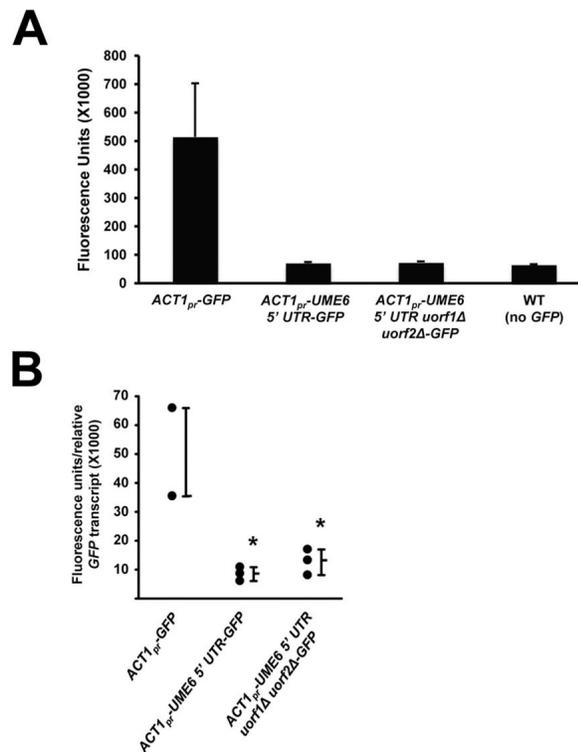 A
Fluorescence Units (X1000)
800
700
600
500
400
300
200
100
0
ACT1pr-GFP
ACT1pr-UME6
5' UTR-GFP
ACT1pr-UME6
5' UTR uorf1Δ
uorf2Δ-GFP
WT
(no GFP)
B
Fluorescence units/relative
GFP transcript (X1000)
70
60
50
40
30
20
10
*
*
ACT1pr-GFP
ACT1pr-UME6 5' UTR-GFP
ACT1pr-UME6 5' UTR
uorf1Δ uorf2Δ-GFP